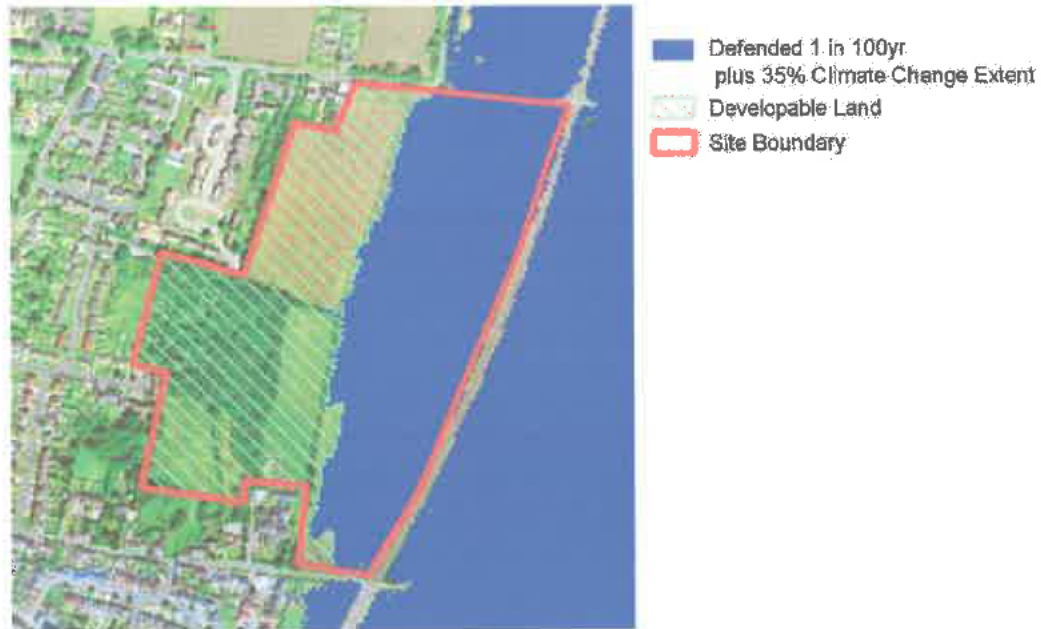 Defended 1 in 100yr
plus 35% Climate Change Extent
Developable Land
Site Boundary